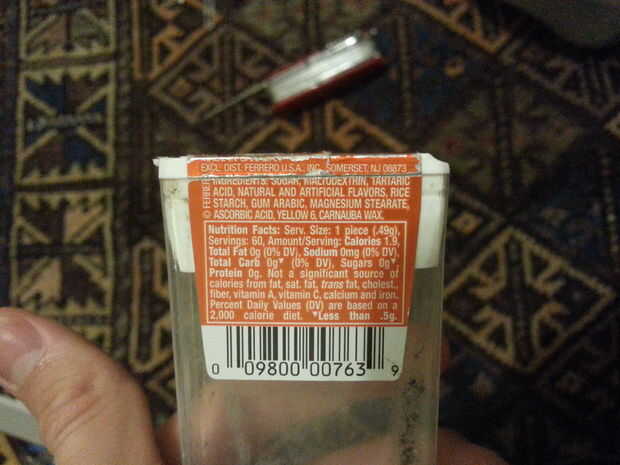 EXCL. DIST. FERRERO U.S.A., INC. SOMERSET, NJ 08873
INGREDIENTS: SUGAR, MALTODEXTRIN, TARTARIC
ACID, NATURAL AND ARTIFICIAL FLAVORS, RICE
STARCH, GUM ARABIC, MAGNESIUM STEARATE,
ASCORBIC ACID, YELLOW 6, CARNAUBA WAX.
© FERRERO
Nutrition Facts: Serv. Size: 1 piece (.49g),
Servings: 60, Amount/Serving: Calories 1.9,
Total Fat 0g (0% DV), Sodium 0mg (0% DV),
Total Carb 0g▼ (0% DV), Sugars 0g▼,
Protein 0g. Not a significant source of
calories from fat, sat. fat, trans fat, cholest.,
fiber, vitamin A, vitamin C, calcium and iron.
Percent Daily Values (DV) are based on a
2,000 calorie diet. ▼Less than .5g.
0 09800 00763 9